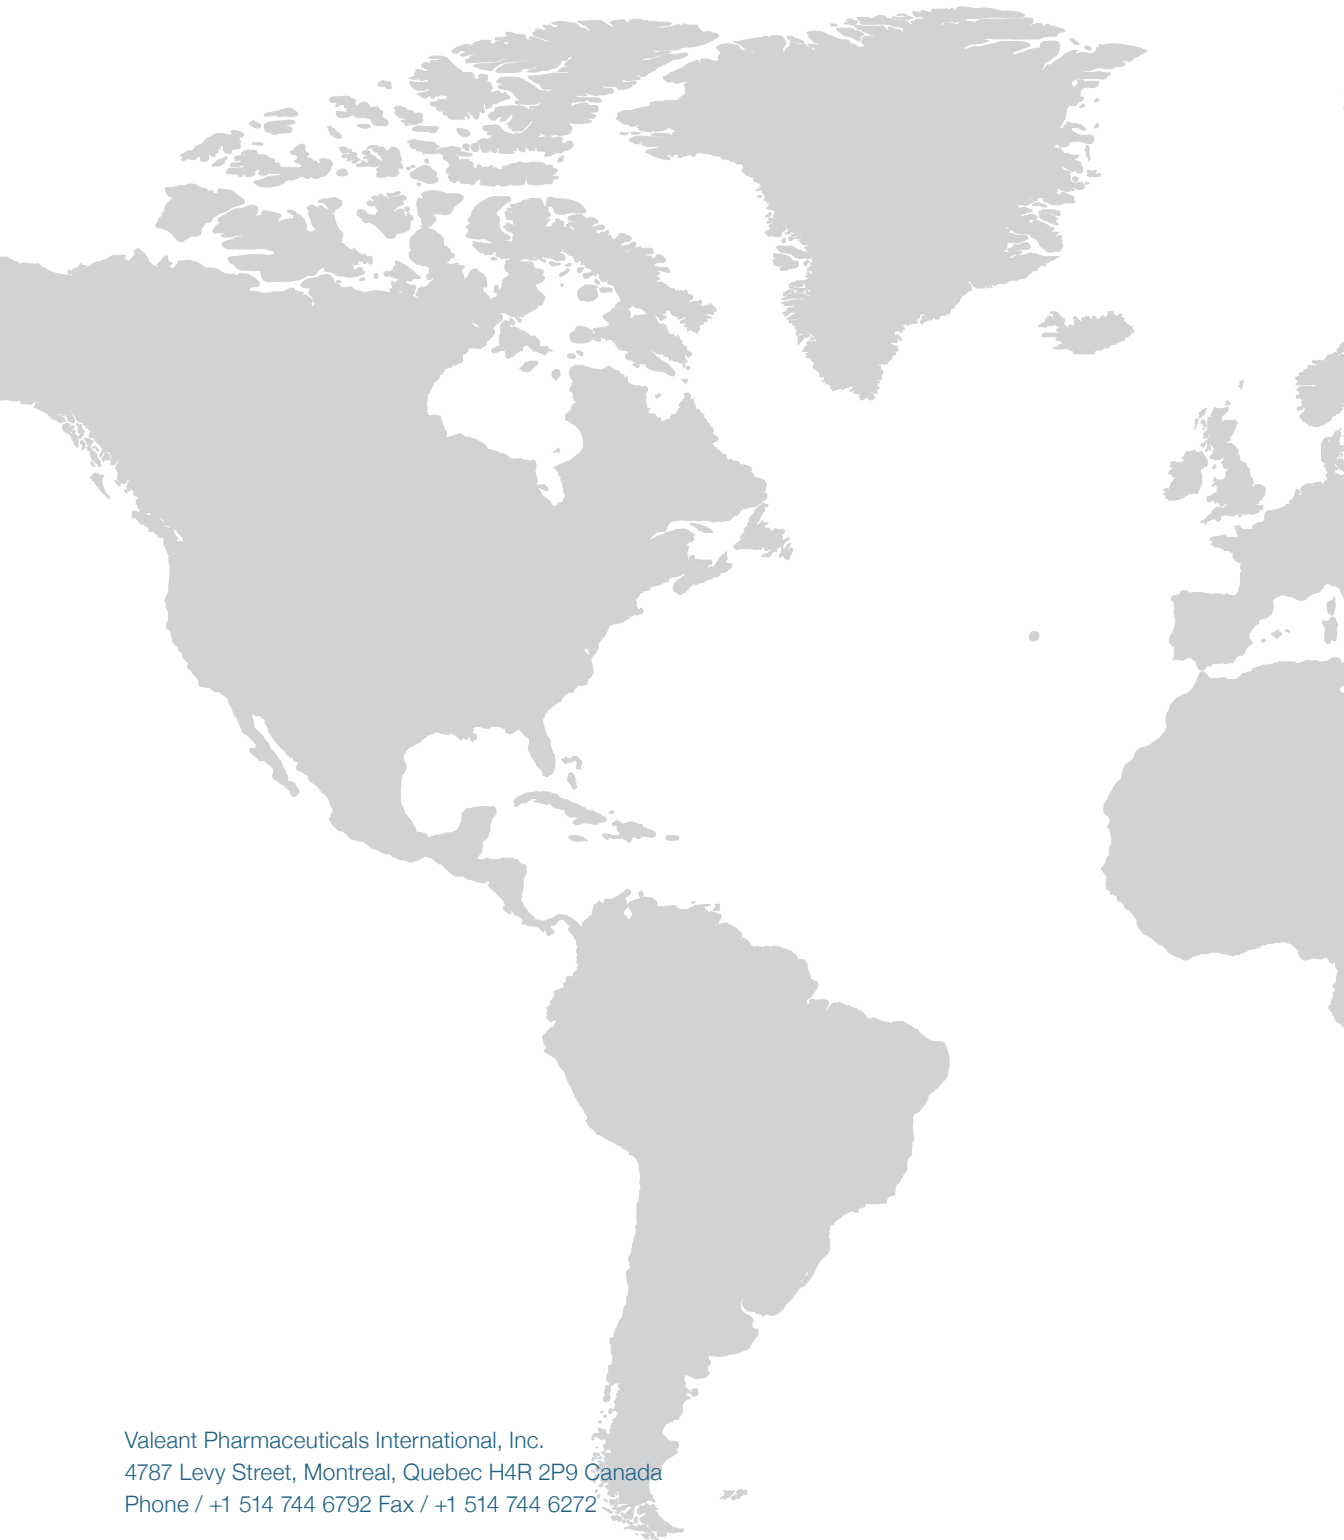 Valeant Pharmaceuticals International, Inc.
4787 Levy Street, Montreal, Quebec H4R 2P9 Canada
Phone / +1 514 744 6792 Fax / +1 514 744 6272